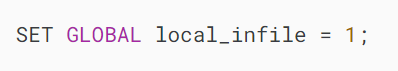 SET GLOBAL local_infile = 1;